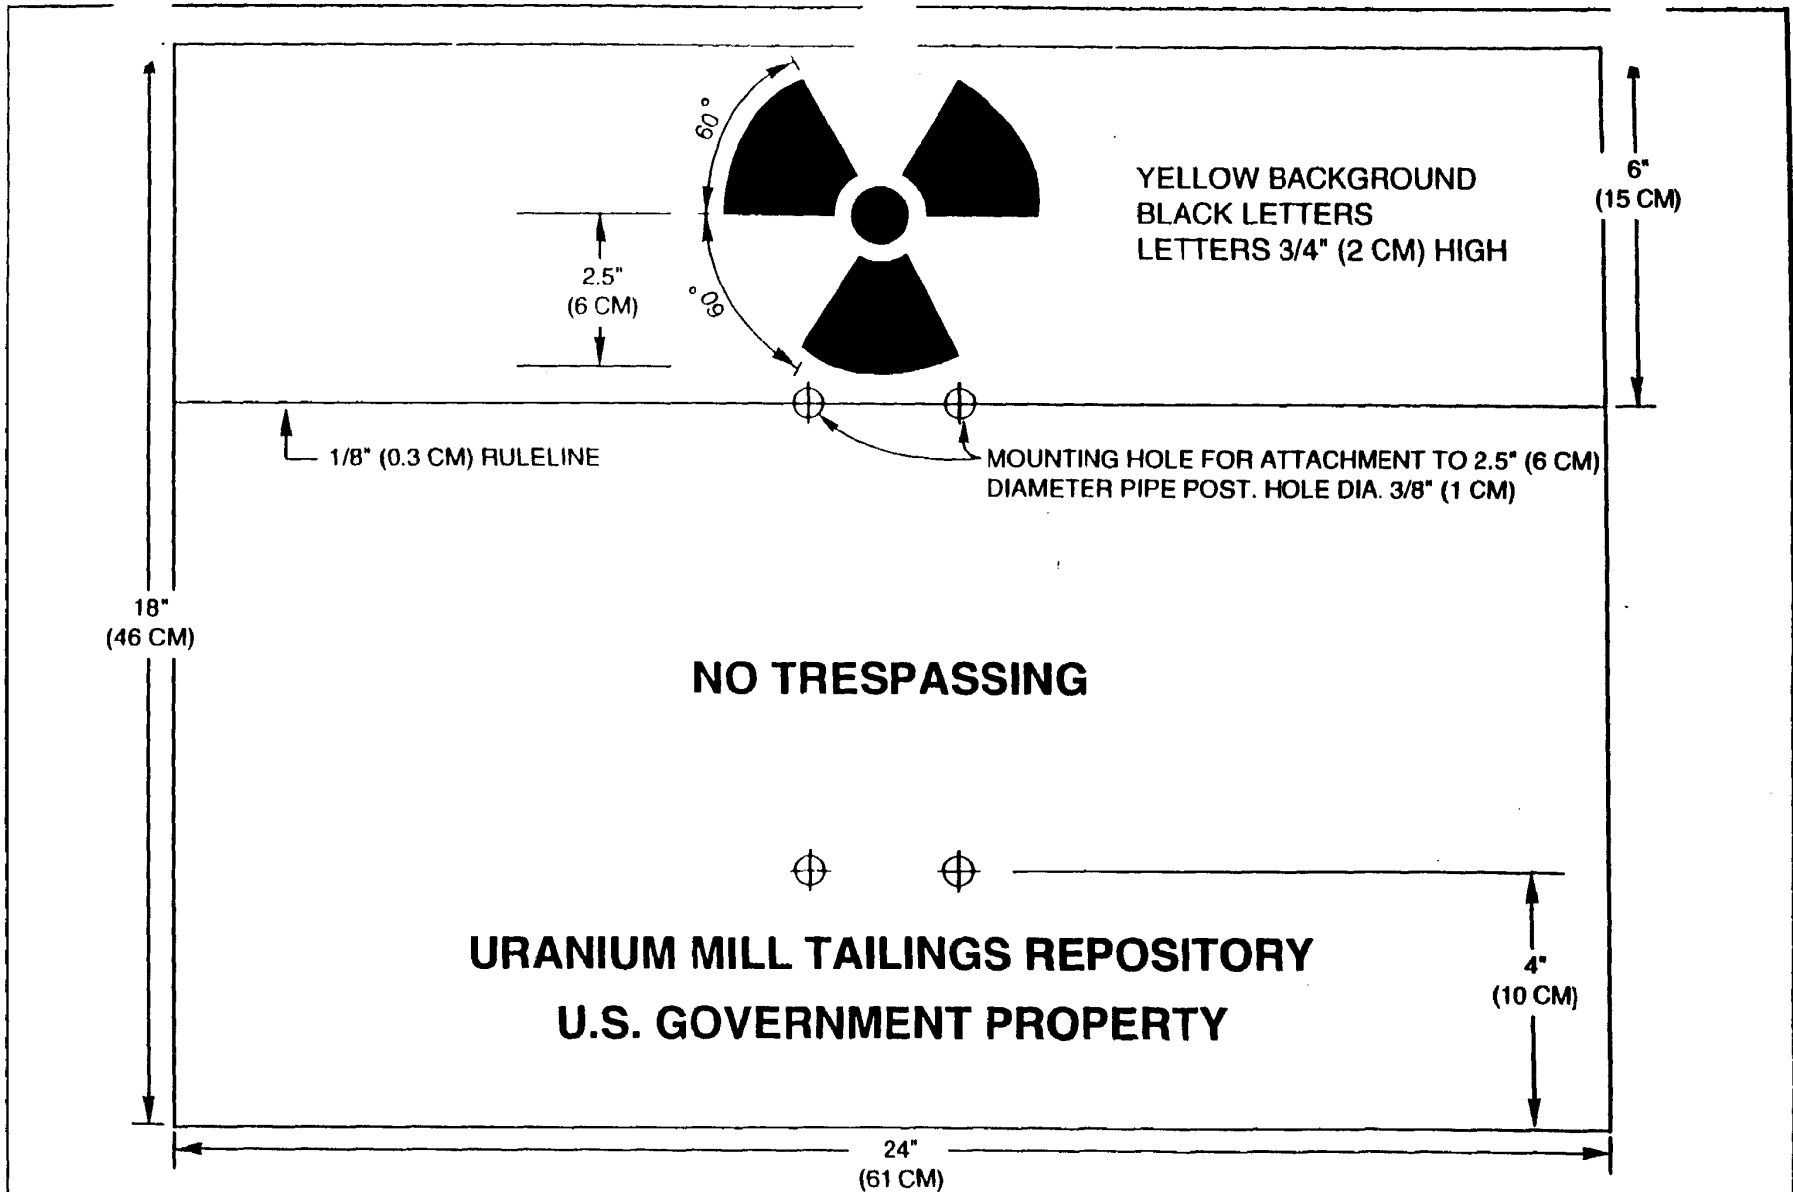 60°
YELLOW BACKGROUND
BLACK LETTERS
LETTERS 3/4" (2 CM) HIGH
6"
(15 CM)
2.5"
(6 CM)
60°
1/8" (0.3 CM) RULELINE
MOUNTING HOLE FOR ATTACHMENT TO 2.5" (6 CM)
DIAMETER PIPE POST. HOLE DIA. 3/8" (1 CM)
18"
(46 CM)
NO TRESPASSING
URANIUM MILL TAILINGS REPOSITORY
4"
(10 CM)
U.S. GOVERNMENT PROPERTY
24"
(61 CM)